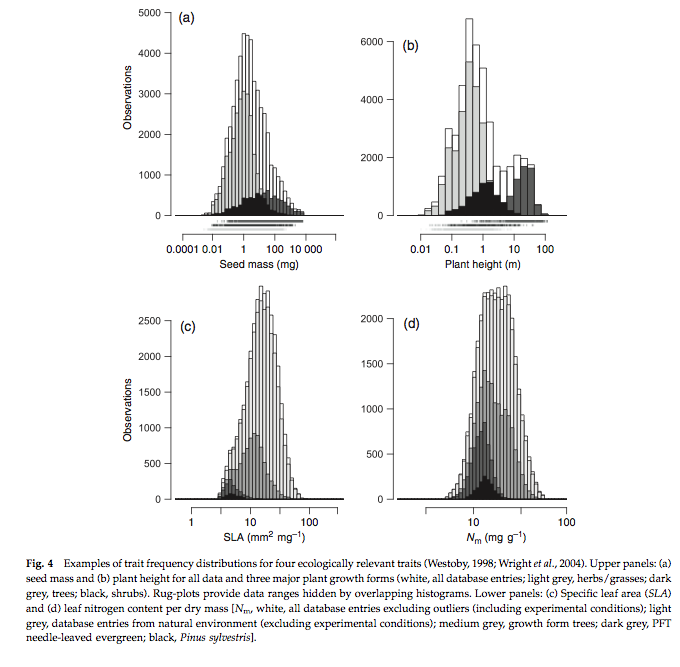 (a)
5000
4000
3000
2000
1000
0
Observations
0.0001 0.01 1 100 10 000
Seed mass (mg)
(b)
6000
4000
2000
0
0.01 0.1 1 10 100
Plant height (m)
(c)
2500
2000
1500
1000
500
0
Observations
1 10 100
SLA (mm² mg⁻¹)
(d)
2000
1500
1000
500
0
10 100
Nm (mg g⁻¹)
Fig. 4 Examples of trait frequency distributions for four ecologically relevant traits (Westoby, 1998; Wright et al., 2004). Upper panels: (a)
seed mass and (b) plant height for all data and three major plant growth forms (white, all database entries; light grey, herbs/grasses; dark
grey, trees; black, shrubs). Rug-plots provide data ranges hidden by overlapping histograms. Lower panels: (c) Specific leaf area (SLA)
and (d) leaf nitrogen content per dry mass [Nm, white, all database entries excluding outliers (including experimental conditions); light
grey, database entries from natural environment (excluding experimental conditions); medium grey, growth form trees; dark grey, PFT
needle-leaved evergreen; black, Pinus sylvestris].